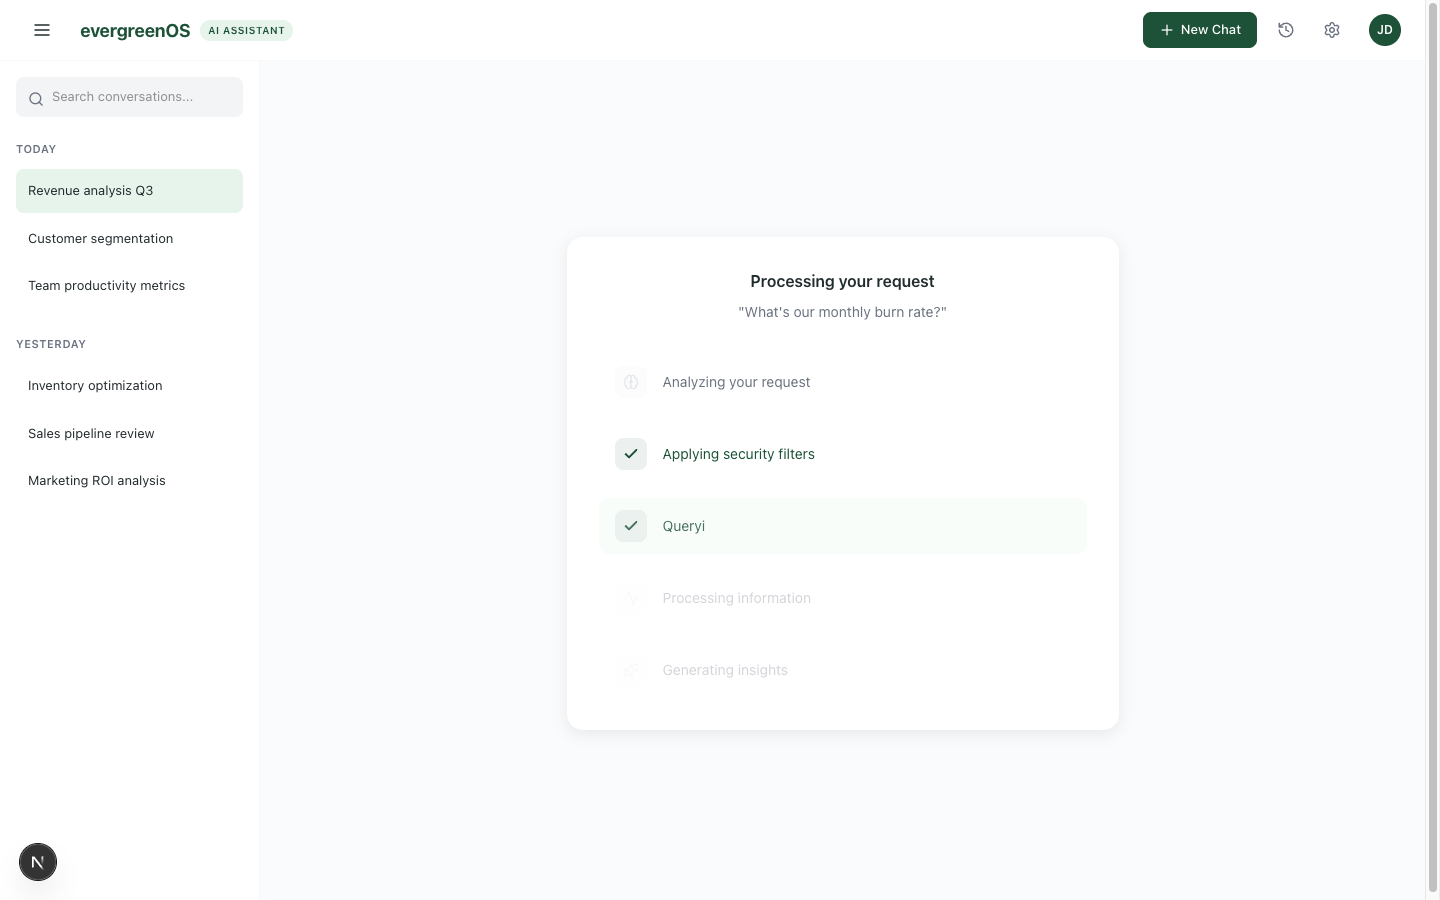 evergreenOS
AI ASSISTANT
New Chat
JD
Search conversations...
TODAY
Revenue analysis Q3
Customer segmentation
Team productivity metrics
YESTERDAY
Inventory optimization
Sales pipeline review
Marketing ROI analysis
Processing your request
"What's our monthly burn rate?"
Analyzing your request
Applying security filters
Queryi
Processing information
Generating insights
N